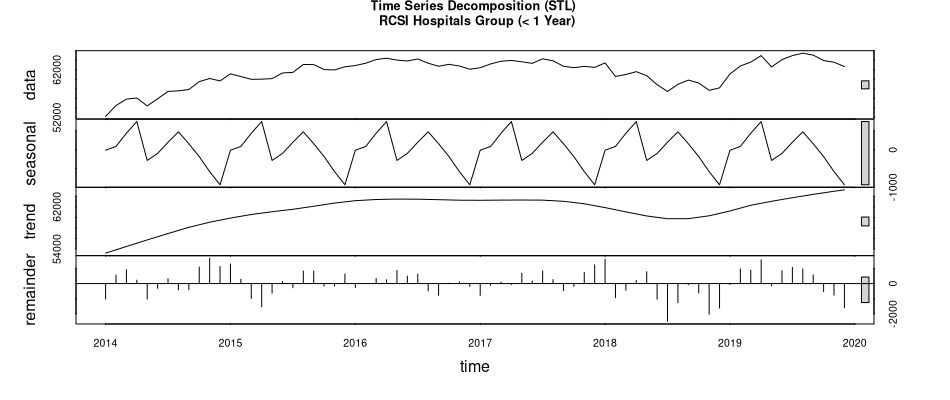 Time Series Decomposition (STL)
RCSI Hospitals Group (< 1 Year)
data
52000
62000
seasonal
-1000
0
trend
54000
62000
remainder
-2000
0
2014 2015 2016 2017 2018 2019 2020
time